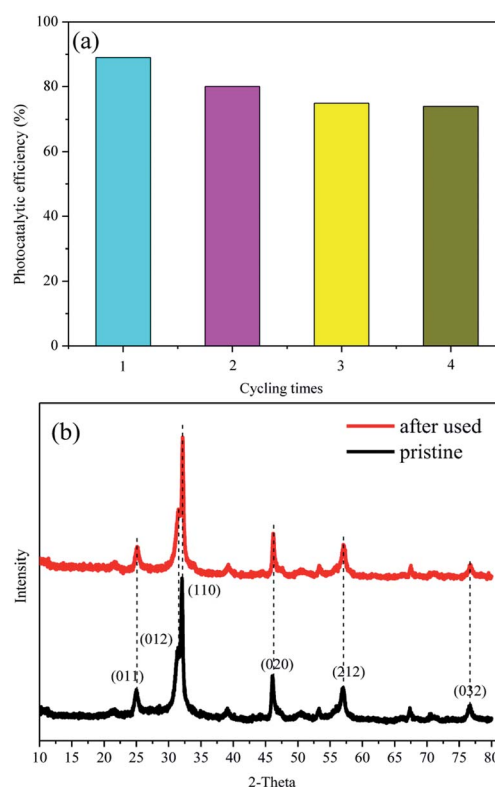 (a)
Photocatalytic efficiency (%)
100
80
60
40
20
0
1 2 3 4
Cycling times
(b)
after used
pristine
Intensity
(110)
(012)
(011)
(020)
(212)
(032)
10 15 20 25 30 35 40 45 50 55 60 65 70 75 80
2-Theta